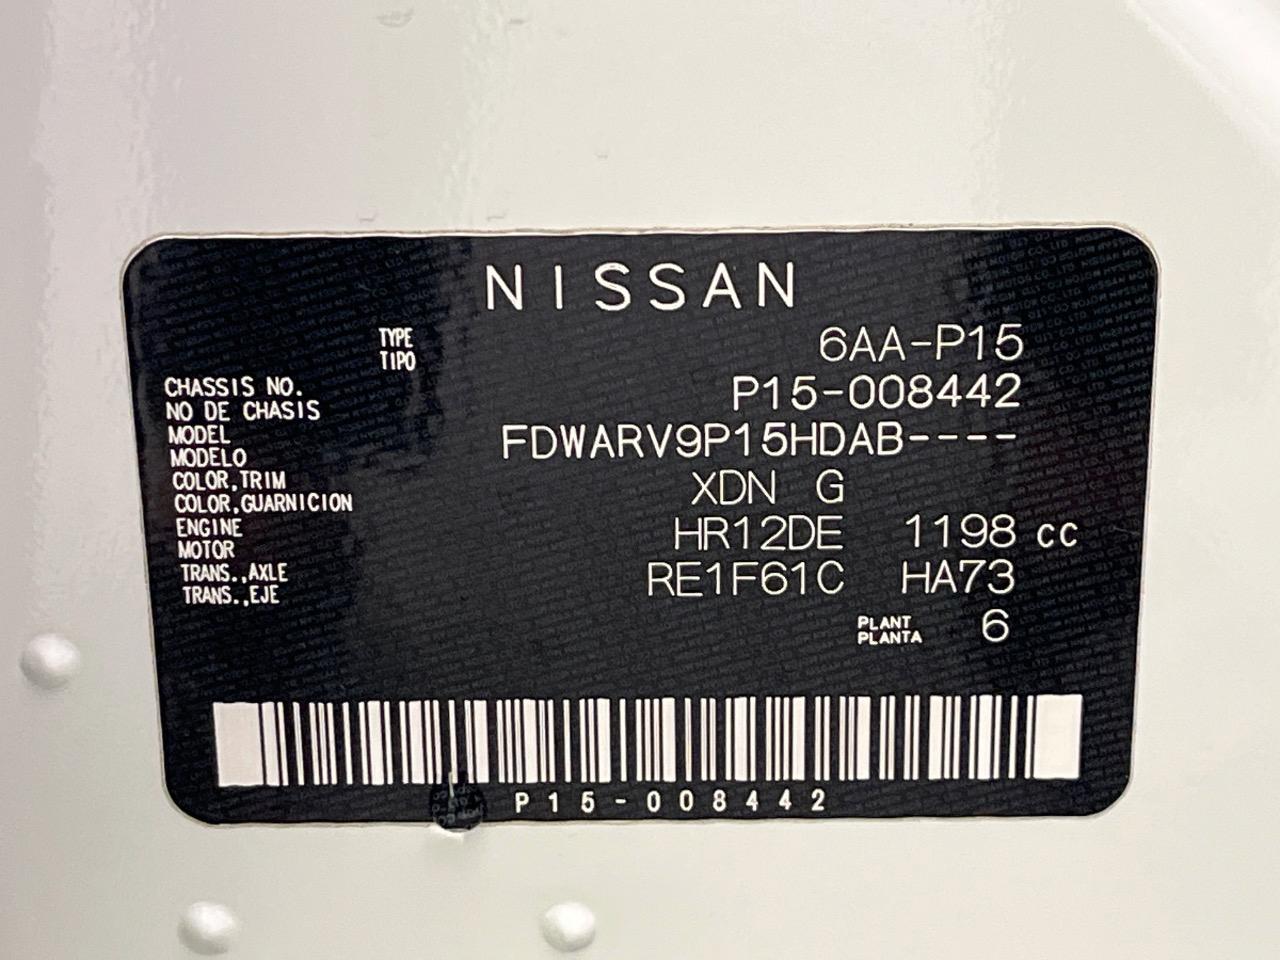 NISSAN
TYPE 6AA-P15
TIPO
CHASSIS NO. P15-008442
NO DE CHASIS
MODEL FDWARV9P15HDAB----
MODELO
COLOR,TRIM XDN G
COLOR,GUARNICION
ENGINE HR12DE 1198 cc
MOTOR
TRANS.,AXLE RE1F61C HA73
TRANS.,EJE
PLANT 6
PLANTA
P15-008442